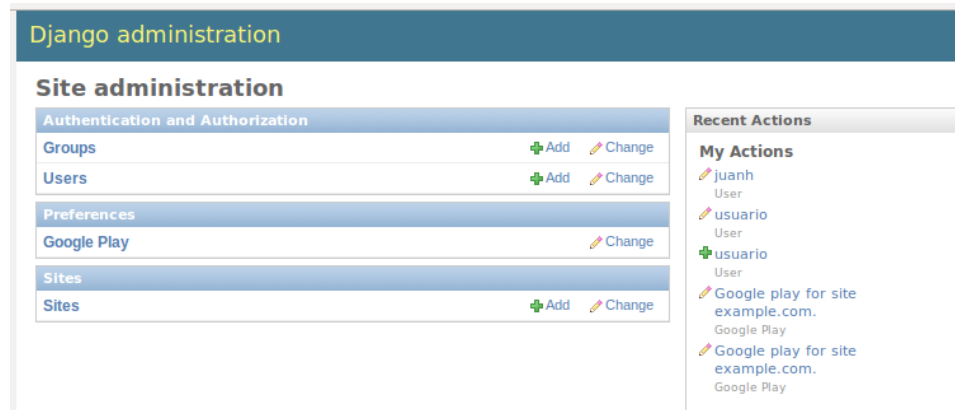 Django administration
Site administration
Authentication and Authorization
Groups Add Change
Users Add Change
Preferences
Google Play Change
Sites
Sites Add Change
Recent Actions
My Actions
juanh
User
usuario
User
usuario
User
Google play for site
example.com.
Google Play
Google play for site
example.com.
Google Play